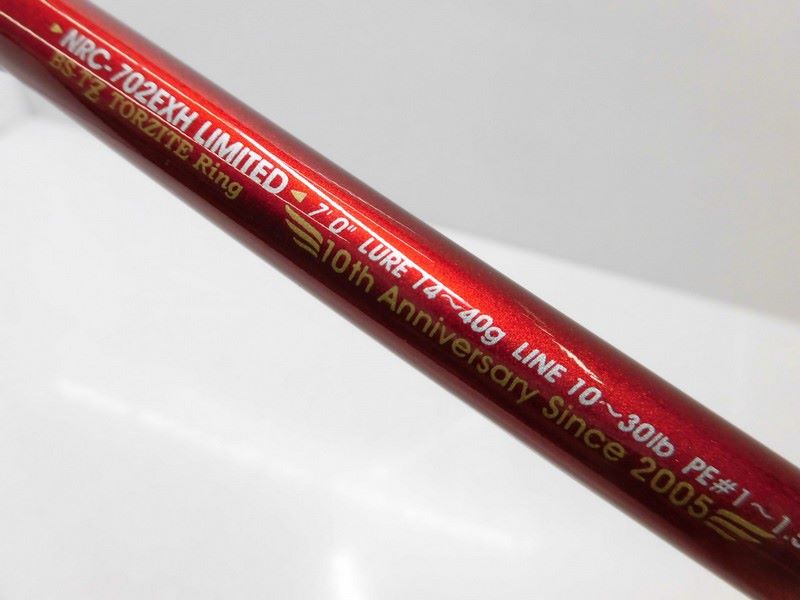 NRC-702EXH LIMITED 7'0" LURE 14~40g LINE 10~30lb PE#1~1.5
BS-TZ TORZITE Ring
10th Anniversary Since 2005